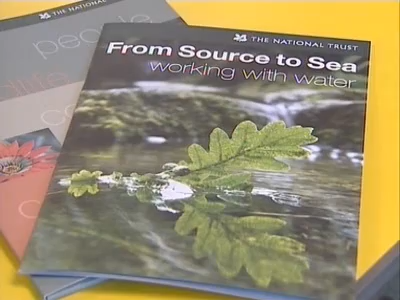 THE NATIONAL TRUST
people
THE NATIONAL TRUST
From Source to Sea
working with water